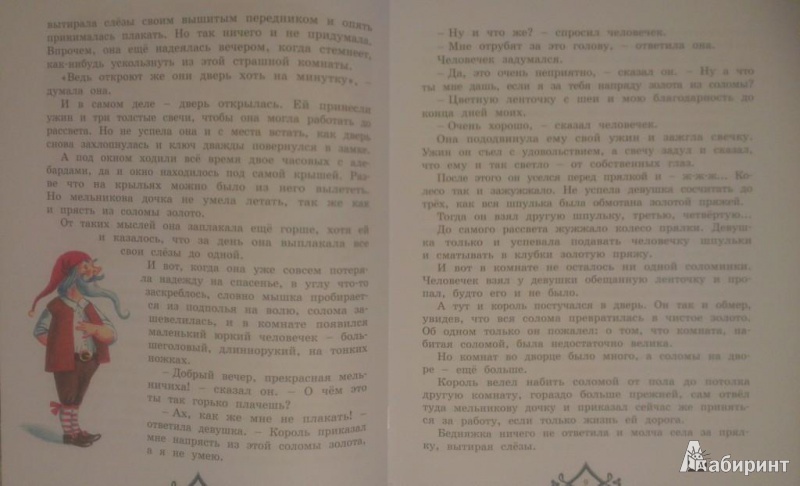 вытирала слёзы своим вышитым передником и опять
принималась плакать. Но так ничего и не придумала.
Впрочем, она ещё надеялась вечером, когда стемнеет,
как-нибудь ускользнуть из этой страшной комнаты.
«Ведь откроют же они дверь хоть на минутку», –
думала она.
И в самом деле – дверь открылась. Ей принесли
ужин и три толстые свечи, чтобы она могла работать до
рассвета. Но не успела она и с места встать, как дверь
снова захлопнулась и ключ дважды повернулся в замке.
А под окном ходили всё время двое часовых с але-
бардами, да и окно находилось под самой крышей. Раз-
ве что на крыльях можно было из него вылететь.
Но мельникова дочка не умела летать, так же как
и прясть из соломы золото.
От таких мыслей она заплакала ещё горше, хотя ей
и казалось, что за день она выплакала все
свои слёзы до одной.
И вот, когда она уже совсем потеря-
ла надежду на спасенье, в углу что-то
заскреблось, словно мышка пробирает-
ся из подполья на волю, солома за-
шевелилась, и в комнате появился
маленький юркий человечек – боль-
шеголовый, длиннорукий, на тонких
ножках.
– Добрый вечер, прекрасная мель-
ничиха! – сказал он. – О чём это
ты так горько плачешь?
– Ах, как же мне не плакать! –
ответила девушка. – Король приказал
мне напрясть из этой соломы золота,
а я не умею.
– Ну и что же? – спросил человечек.
– Мне отрубят за это голову, – ответила она.
Человечек задумался.
– Да, это очень неприятно, – сказал он. – Ну а что
ты мне дашь, если я за тебя напряду золота из соломы?
– Цветную ленточку с шеи и мою благодарность до
конца дней моих.
– Очень хорошо, – сказал человечек.
Она пододвинула ему свой ужин и зажгла свечку.
Ужин он съел с удовольствием, а свечу задул и сказал,
что ему и так светло – от собственных глаз.
После этого он уселся перед прялкой и – ж-ж-ж... Ко-
лесо так и зажужжало. Не успела девушка сосчитать до
трёх, как вся шпулька была обмотана золотой пряжей.
Тогда он взял другую шпульку, третью, четвёртую...
До самого рассвета жужжало колесо прялки. Девуш-
ка только и успевала подавать человечку шпульки
и сматывать в клубки золотую пряжу.
И вот в комнате не осталось ни одной соломинки.
Человечек взял у девушки обещанную ленточку и про-
пал, будто его и не было.
А тут и король постучался в дверь. Он так и обмер,
увидев, что вся солома превратилась в чистое золото.
Об одном только он пожалел: о том, что комната, на-
битая соломой, была недостаточно велика.
Но комнат во дворце было много, а соломы на дво-
ре – ещё больше.
Король велел набить соломой от пола до потолка
другую комнату, гораздо больше прежней, сам отвёл
туда мельникову дочку и приказал сейчас же принять-
ся за работу, если только жизнь ей дорога.
Бедняжка ничего не ответила и молча села за прял-
ку, вытирая слёзы.
Лабиринт.ру